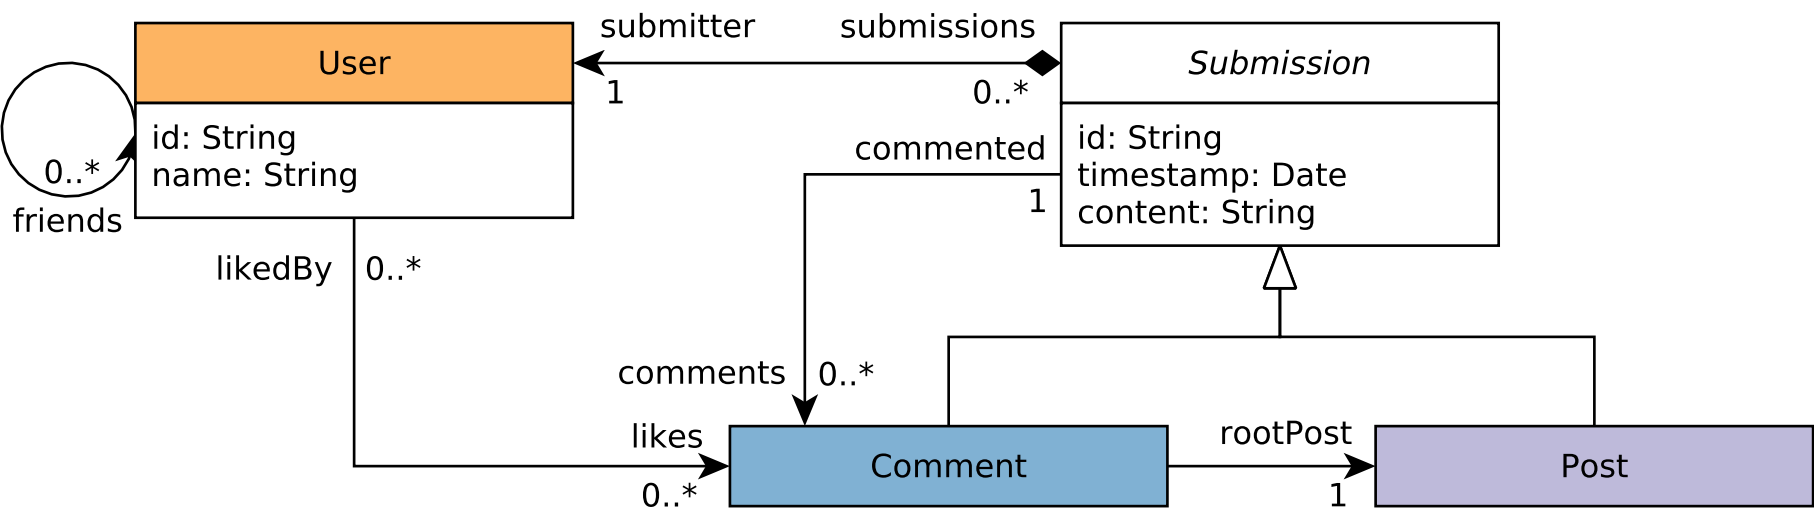 User
id: String
name: String
0..*
friends
submitter
1
submissions
0..*
Submission
id: String
timestamp: Date
content: String
commented
1
likedBy
0..*
comments
0..*
likes
0..*
Comment
rootPost
1
Post